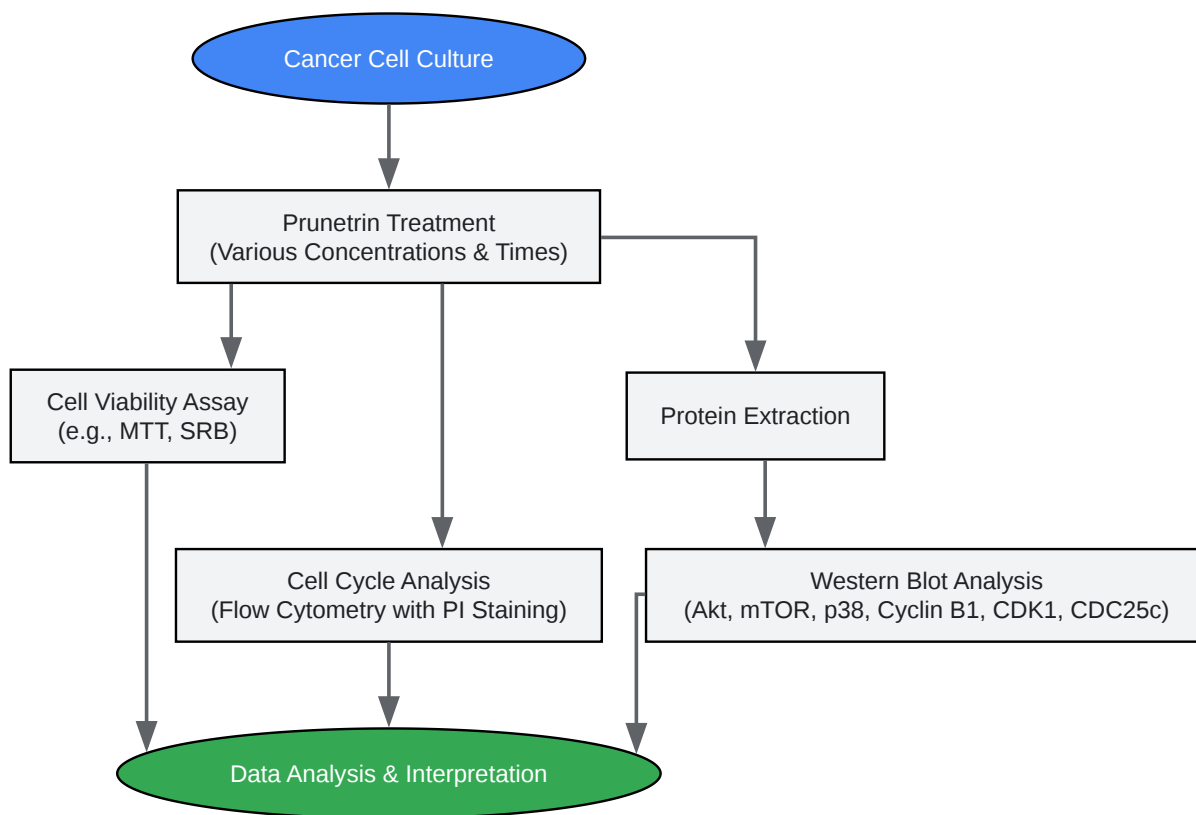 Cancer Cell Culture
Prunetrin Treatment
(Various Concentrations & Times)
Cell Viability Assay
(e.g., MTT, SRB)
Protein Extraction
Cell Cycle Analysis
(Flow Cytometry with PI Staining)
Western Blot Analysis
(Akt, mTOR, p38, Cyclin B1, CDK1, CDC25c)
Data Analysis & Interpretation